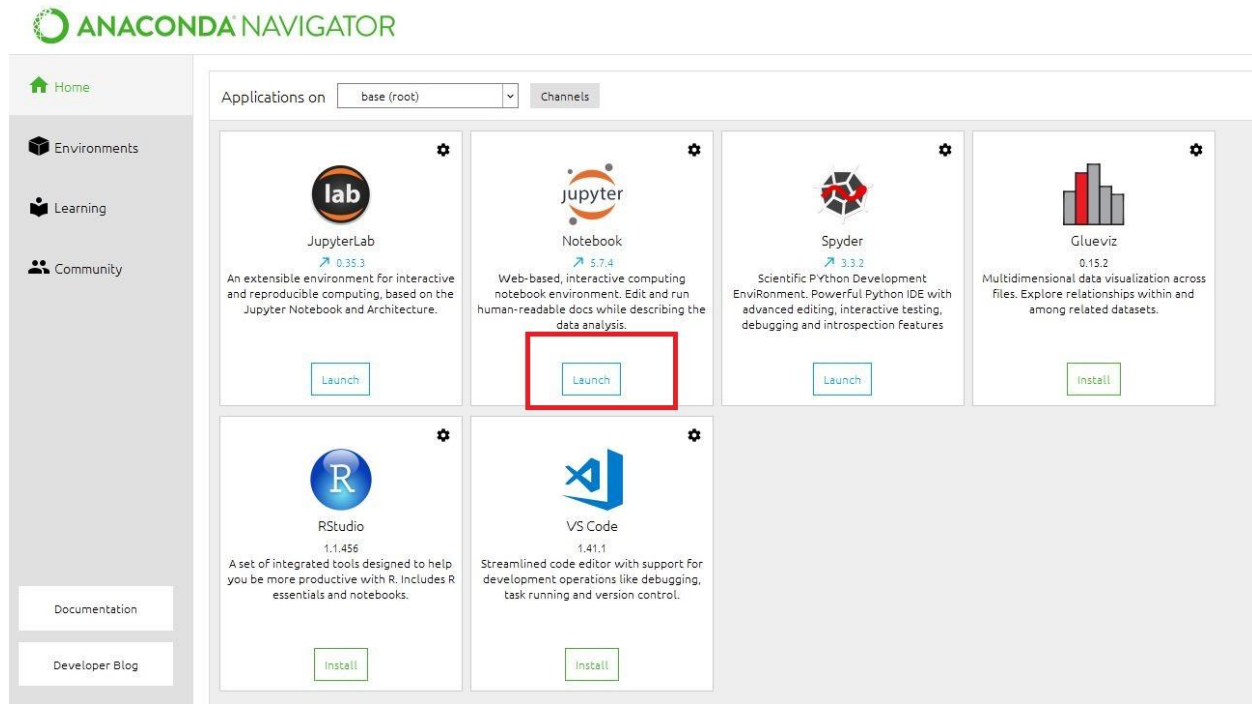 ANACONDA NAVIGATOR
Home
Environments
Learning
Community
Documentation
Developer Blog
Applications on base (root) Channels
lab
JupyterLab
0.35.3
An extensible environment for interactive
and reproducible computing, based on the
Jupyter Notebook and Architecture.
Launch
jupyter
Notebook
5.7.4
Web-based, interactive computing
notebook environment. Edit and run
human-readable docs while describing the
data analysis.
Launch
Spyder
3.3.2
Scientific PYthon Development
EnviRonment. Powerful Python IDE with
advanced editing, interactive testing,
debugging and introspection features
Launch
Glueviz
0.15.2
Multidimensional data visualization across
files. Explore relationships within and
among related datasets.
Install
R
RStudio
1.1.456
A set of integrated tools designed to help
you be more productive with R. Includes R
essentials and notebooks.
Install
VS Code
1.41.1
Streamlined code editor with support for
development operations like debugging,
task running and version control.
Install